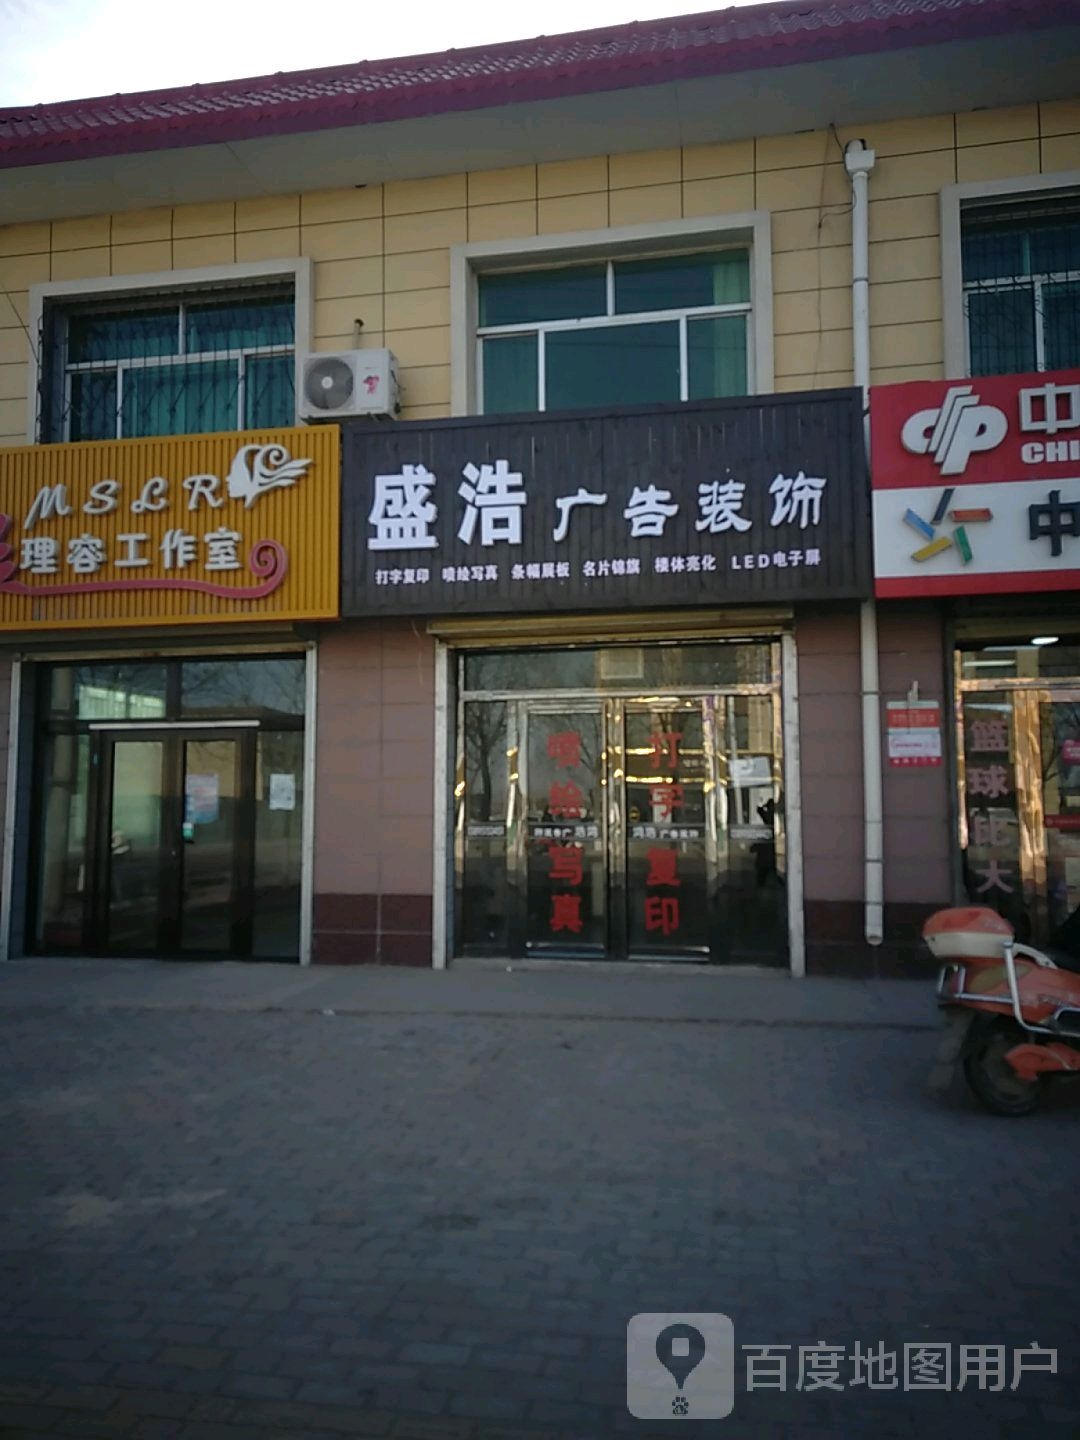 MSLR
理容工作室
盛浩广告装饰
打字复印 喷绘写真 条幅展板 名片锦旗 楼体亮化 LED电子屏
中
CHI
中
喷绘写真
打字复印
篮球比大
百度地图用户